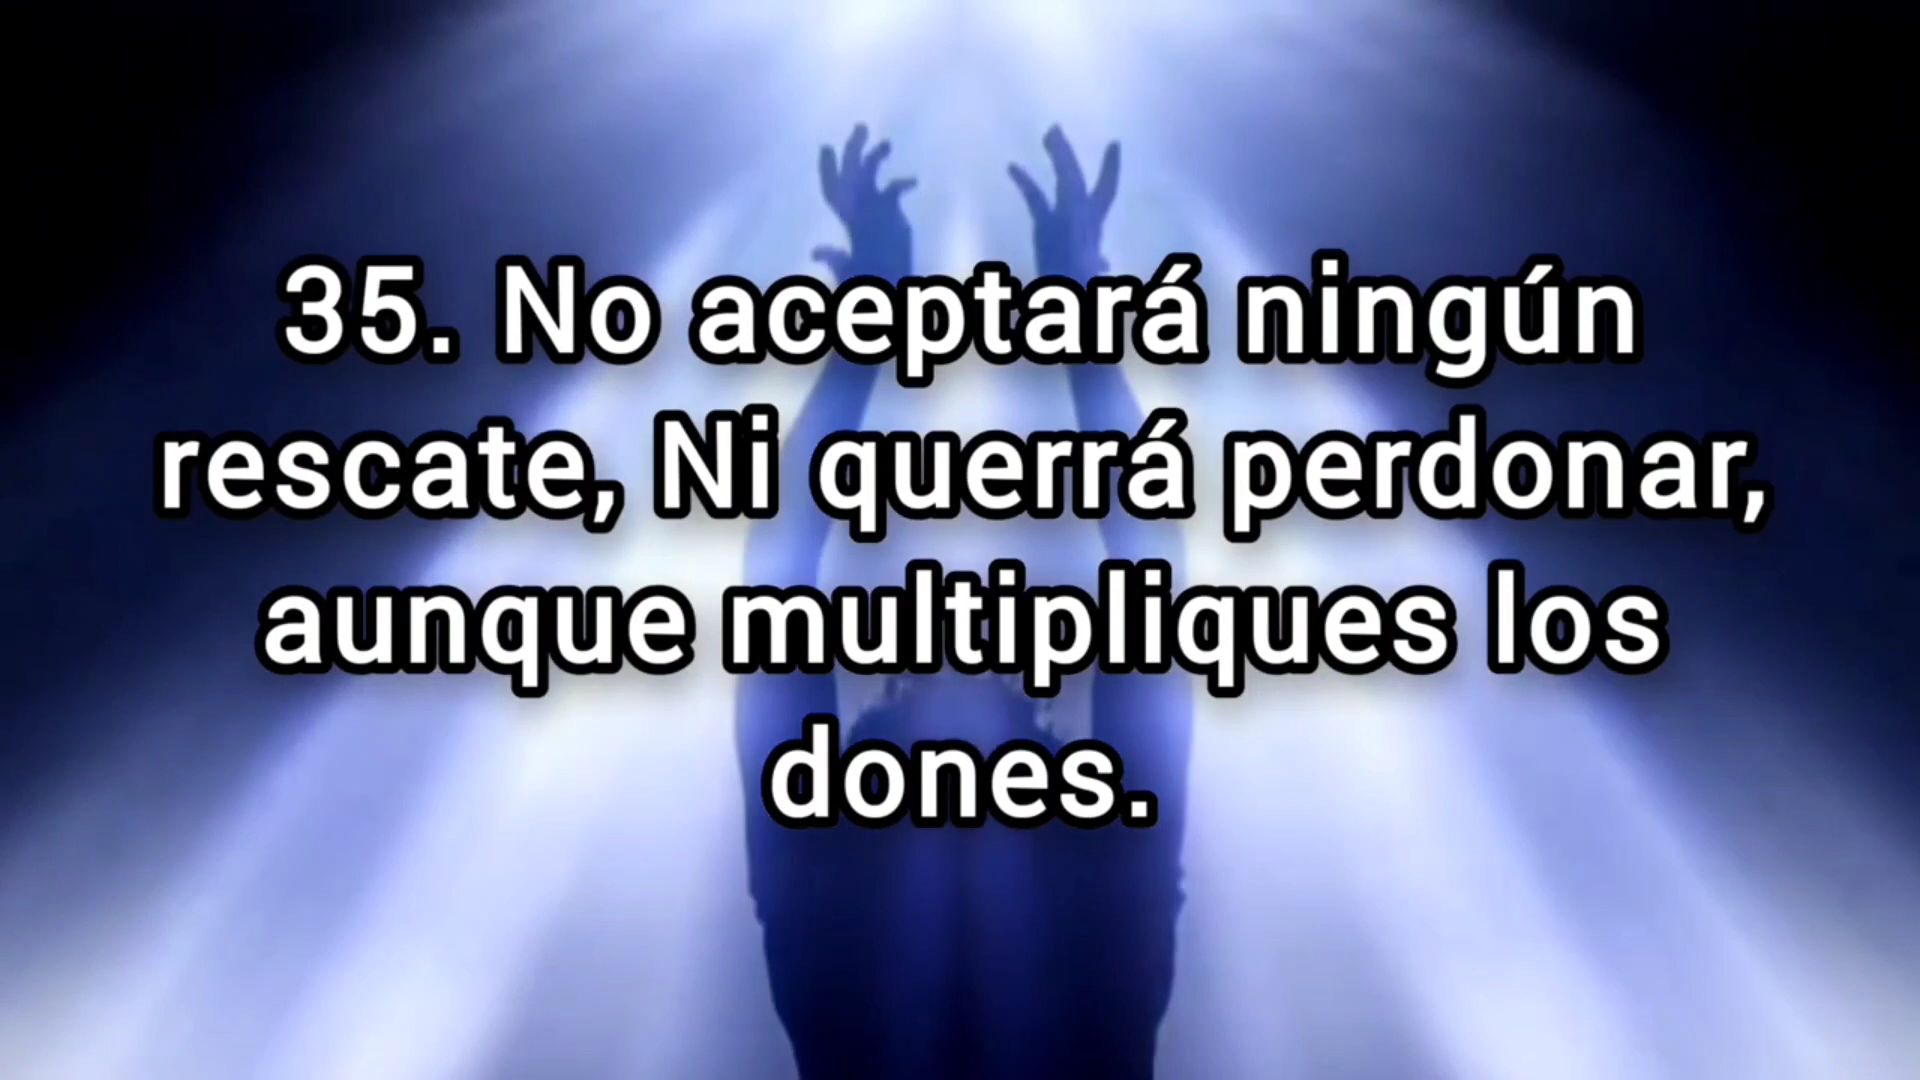 35. No aceptará ningún
rescate, Ni querrá perdonar,
aunque multipliques los
dones.